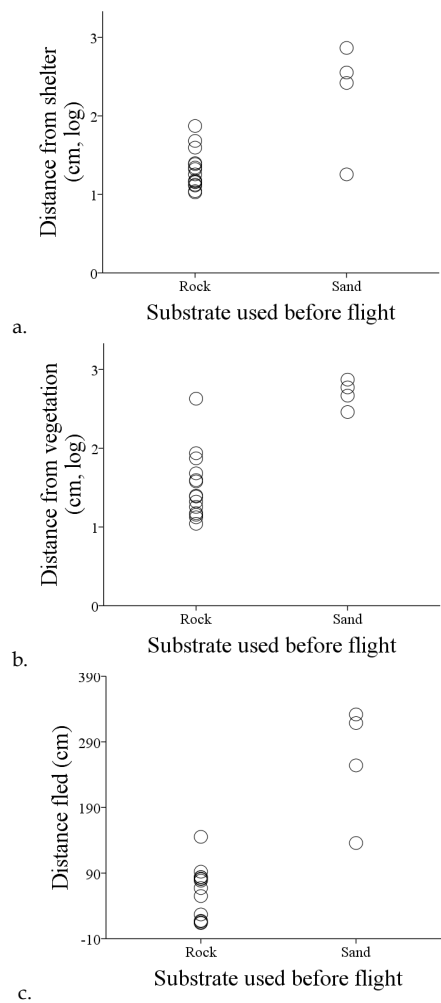 Distance from shelter
(cm, log)
3
2
1
0
Rock
Sand
Substrate used before flight
a.
Distance from vegetation
(cm, log)
3
2
1
0
Rock
Sand
Substrate used before flight
b.
Distance fled (cm)
390
290
190
90
-10
Rock
Sand
Substrate used before flight
c.